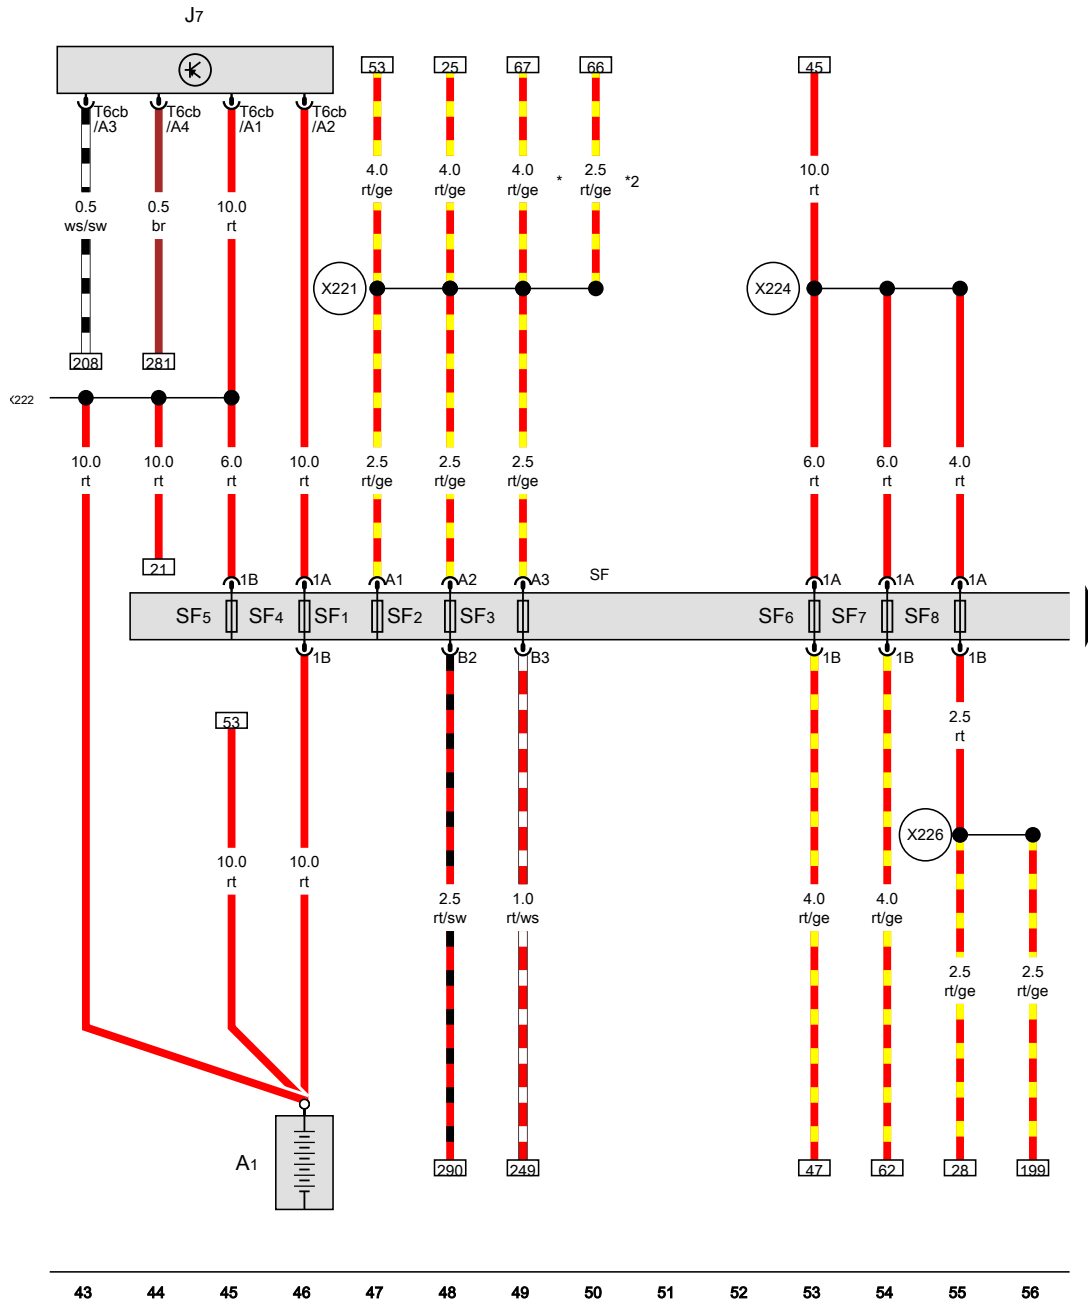 J7
53 25 67 66 45
T6cb T6cb T6cb T6cb
/A3 /A4 /A1 /A2
4.0 4.0 4.0 2.5 10.0
rt/ge rt/ge rt/ge * rt/ge *2 rt
0.5 0.5 10.0
ws/sw br rt
X221 X224
208 281
10.0 10.0 6.0 10.0 2.5 2.5 2.5 6.0 6.0 4.0
rt rt rt rt rt/ge rt/ge rt/ge rt rt rt
21
1B 1A A1 A2 A3 SF 1A 1A 1A
SF5 SF4 SF1 SF2 SF3 SF6 SF7 SF8
1B B2 B3 1B 1B 1B
53 2.5
rt
X226
10.0 10.0
rt rt
2.5 1.0 4.0 4.0
rt/sw rt/ws rt/ge rt/ge
2.5 2.5
rt/ge rt/ge
A1
290 249 47 62 28 199
43 44 45 46 47 48 49 50 51 52 53 54 55 56